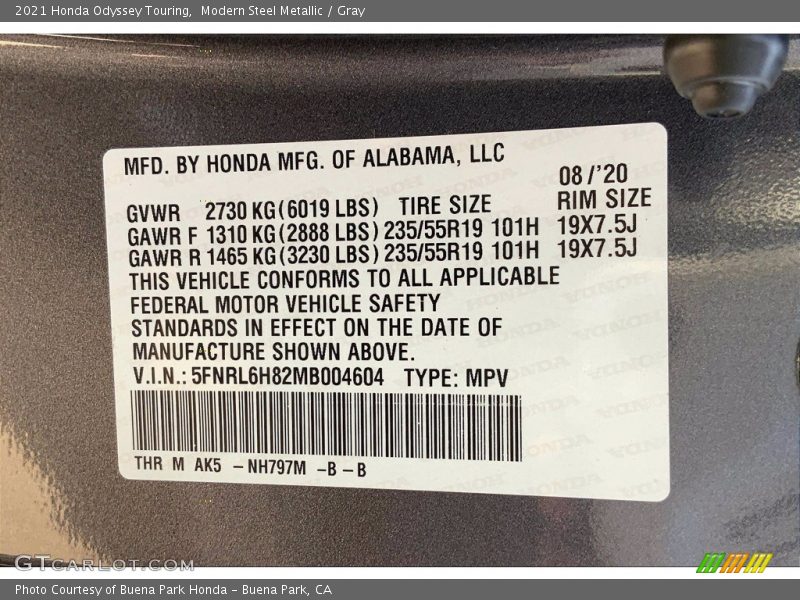 2021 Honda Odyssey Touring,  Modern Steel Metallic / Gray
MFD. BY HONDA MFG. OF ALABAMA, LLC
08/'20
GVWR 2730 KG(6019 LBS) TIRE SIZE RIM SIZE
GAWR F 1310 KG(2888 LBS) 235/55R19 101H 19X7.5J
GAWR R 1465 KG(3230 LBS) 235/55R19 101H 19X7.5J
THIS VEHICLE CONFORMS TO ALL APPLICABLE
FEDERAL MOTOR VEHICLE SAFETY
STANDARDS IN EFFECT ON THE DATE OF
MANUFACTURE SHOWN ABOVE.
V.I.N.: 5FNRL6H82MB004604 TYPE: MPV
THR M AK5 – NH797M – B – B
GTCARLOT.COM
Photo Courtesy of Buena Park Honda – Buena Park, CA